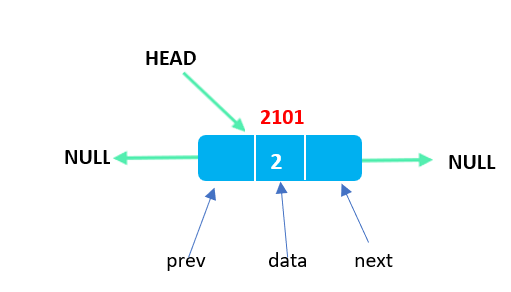 HEAD
2101
NULL
2
NULL
prev
data
next